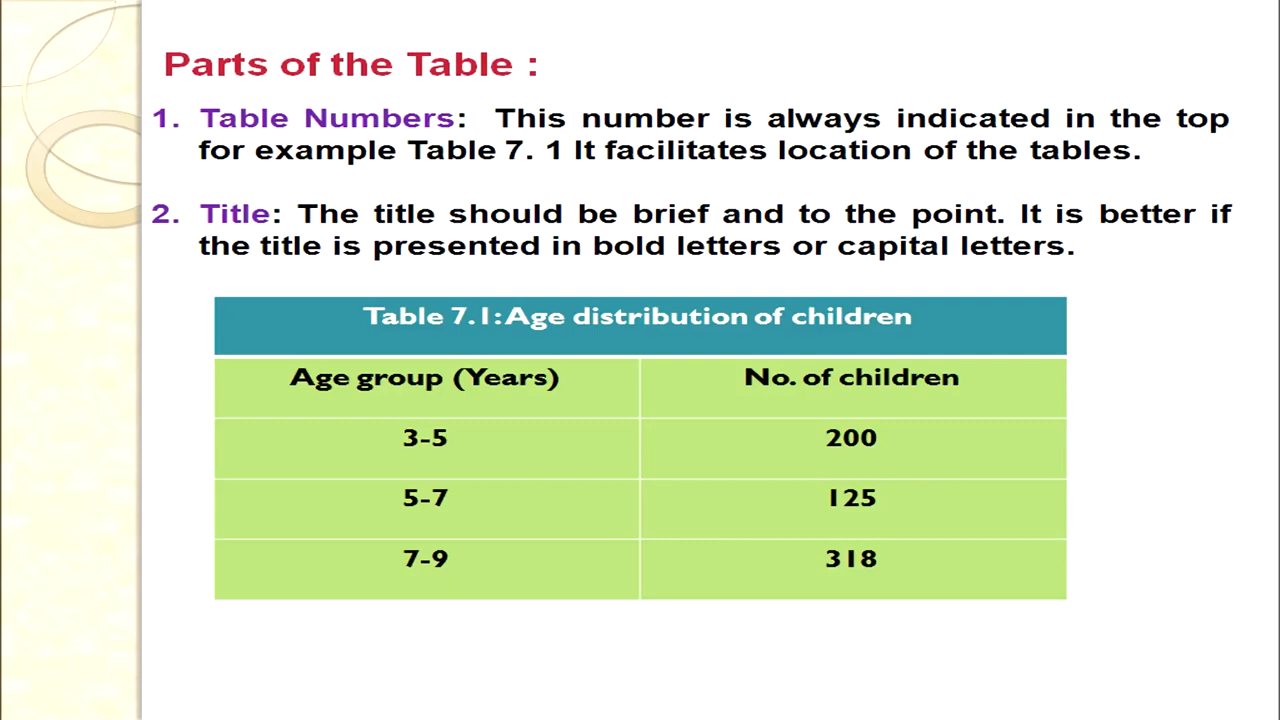 Parts of the Table :
1. Table Numbers: This number is always indicated in the top
for example Table 7. 1 It facilitates location of the tables.
2. Title: The title should be brief and to the point. It is better if
the title is presented in bold letters or capital letters.
Table 7.1: Age distribution of children
Age group (Years) No. of children
3-5 200
5-7 125
7-9 318